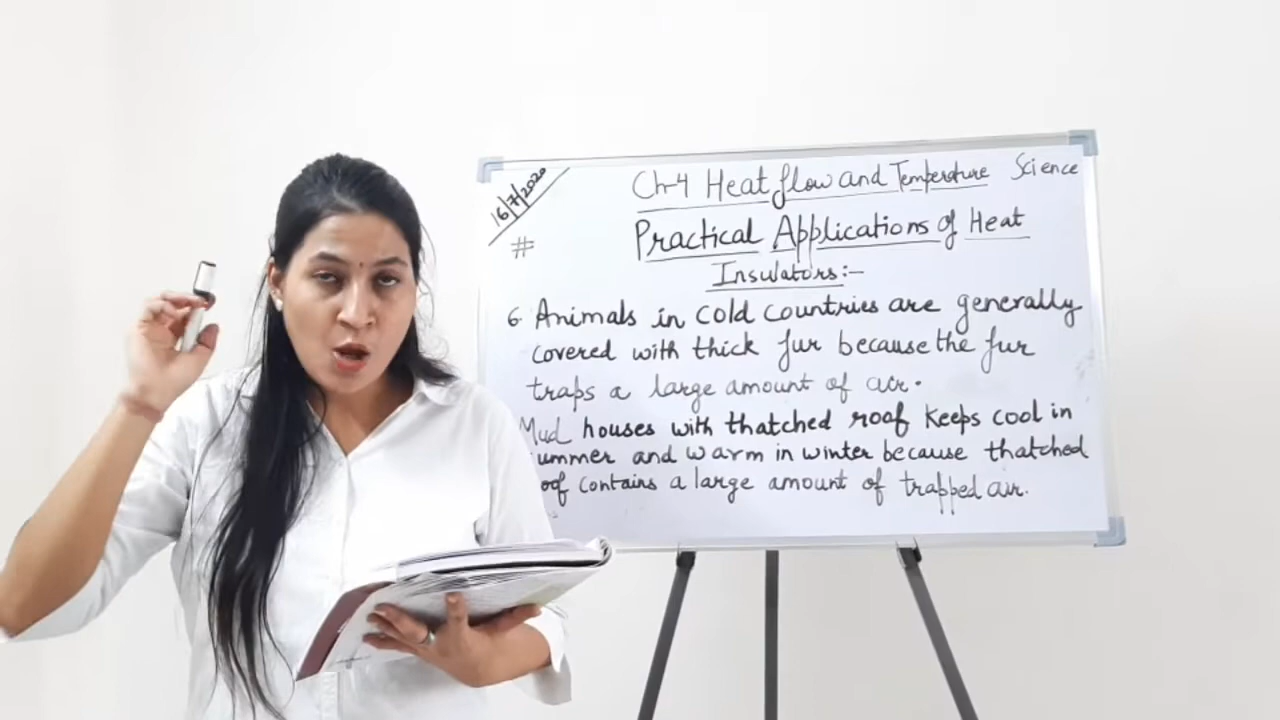 16/7/2020
Ch-4 Heat flow and Temperature Science
#
Practical Applications of Heat
Insulators:-
6. Animals in cold countries are generally
covered with thick fur because the fur
traps a large amount of air.
Mud houses with thatched roof keeps cool in
ummer and warm in winter because thatched
oof contains a large amount of trapped air.